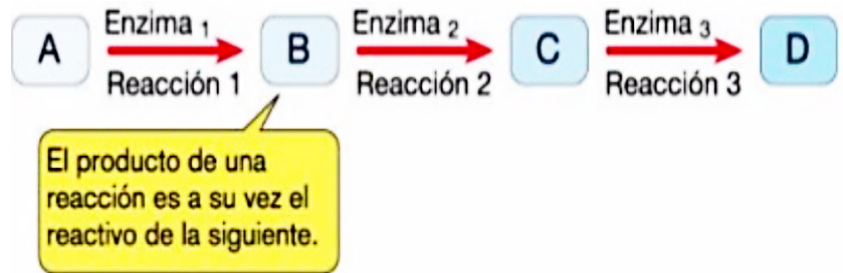 Enzima 1 Enzima 2 Enzima 3
A B C D
Reacción 1 Reacción 2 Reacción 3
El producto de una
reacción es a su vez el
reactivo de la siguiente.